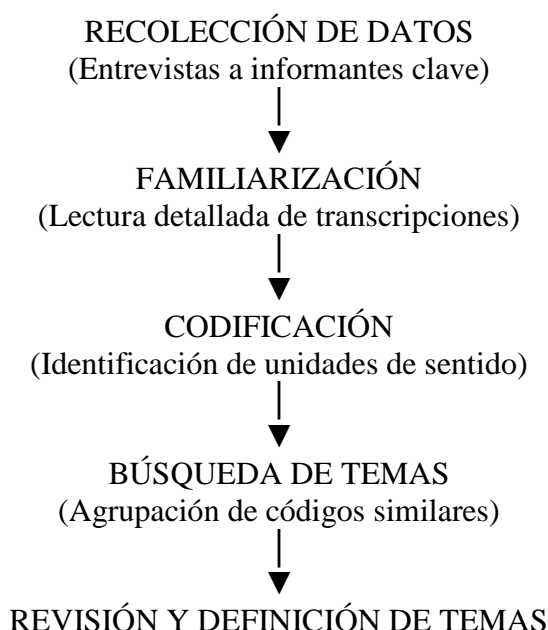 RECOLECCIÓN DE DATOS
(Entrevistas a informantes clave)
FAMILIARIZACIÓN
(Lectura detallada de transcripciones)
CODIFICACIÓN
(Identificación de unidades de sentido)
BÚSQUEDA DE TEMAS
(Agrupación de códigos similares)
REVISIÓN Y DEFINICIÓN DE TEMAS